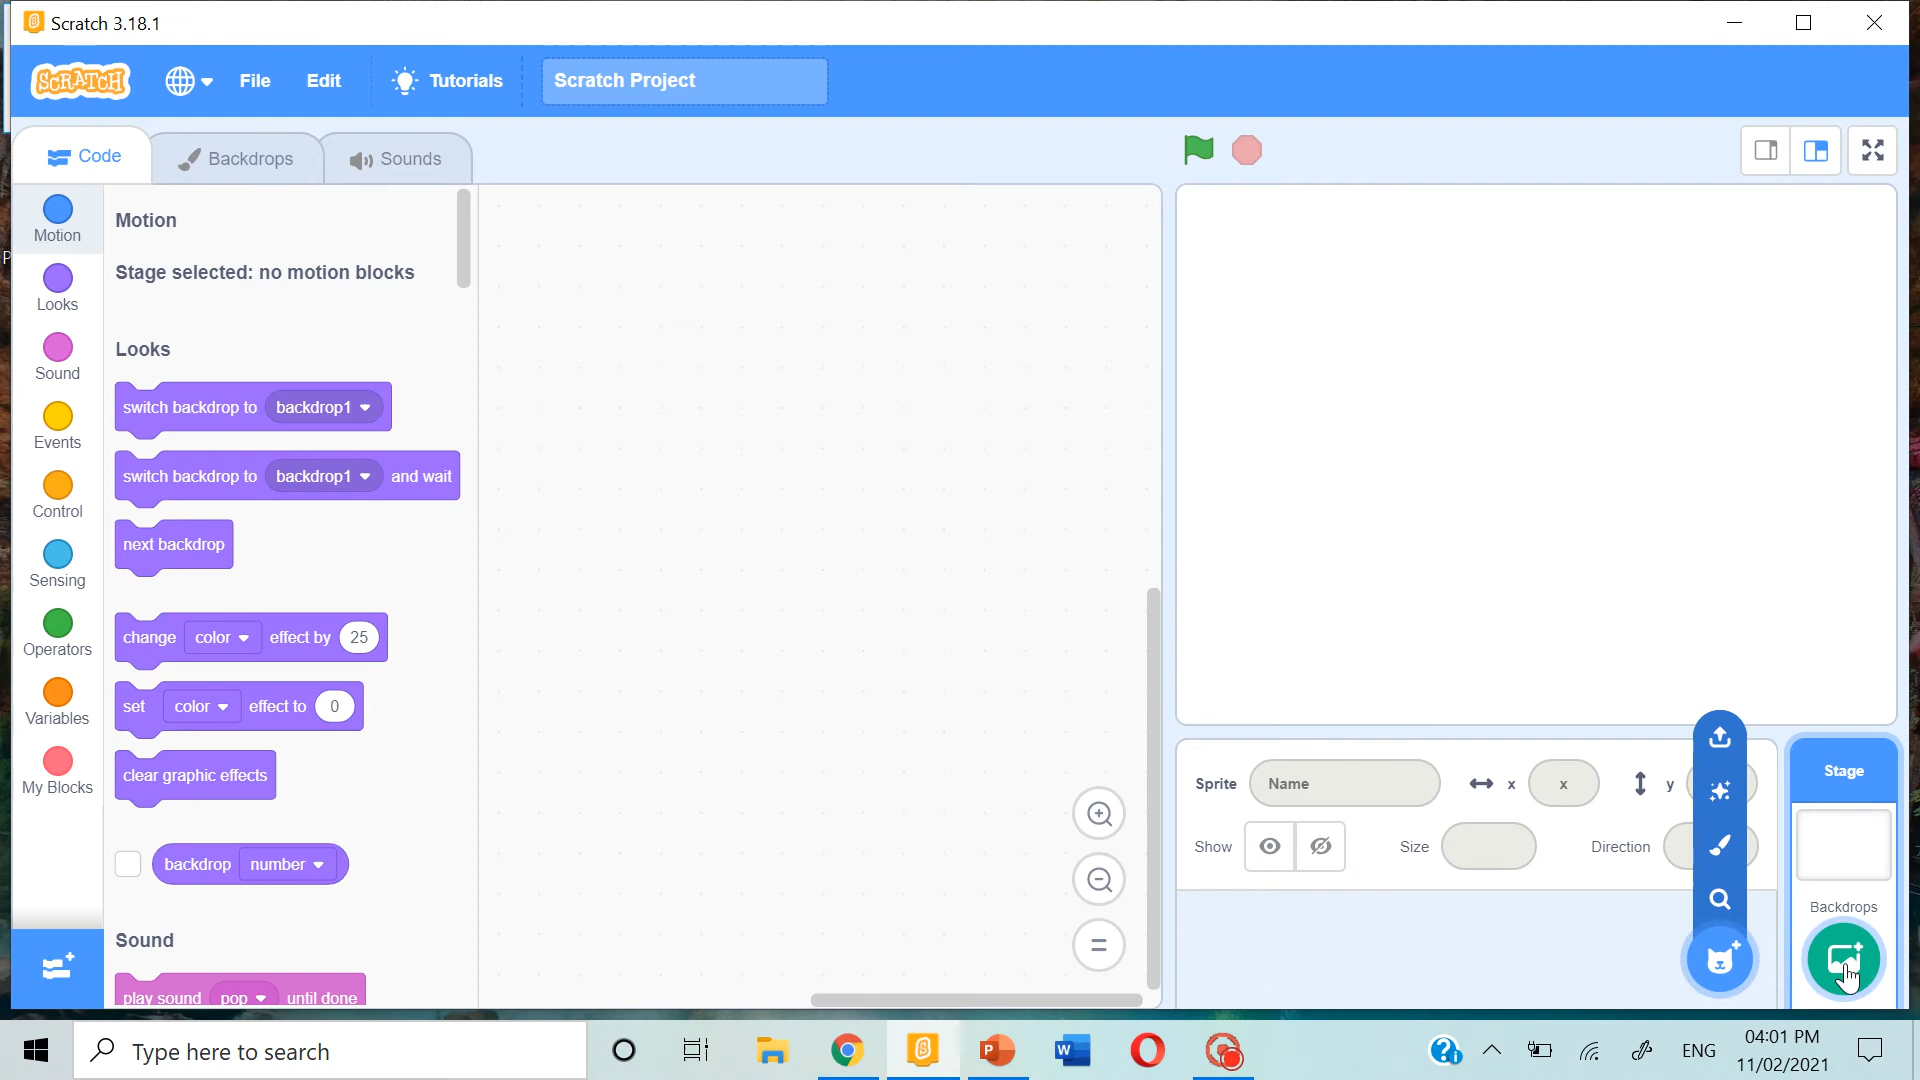 Scratch 3.18.1
SCRATCH File Edit Tutorials Scratch Project
Code Backdrops Sounds
Motion
Looks
Sound
Events
Control
Sensing
Operators
Variables
My Blocks
Motion
Stage selected: no motion blocks
Looks
switch backdrop to backdrop1
switch backdrop to backdrop1 and wait
next backdrop
change color effect by 25
set color effect to 0
clear graphic effects
backdrop number
Sound
play sound pop until done
Sprite Name x x y
Show Size Direction
Stage
Backdrops
Type here to search
ENG
04:01 PM
11/02/2021